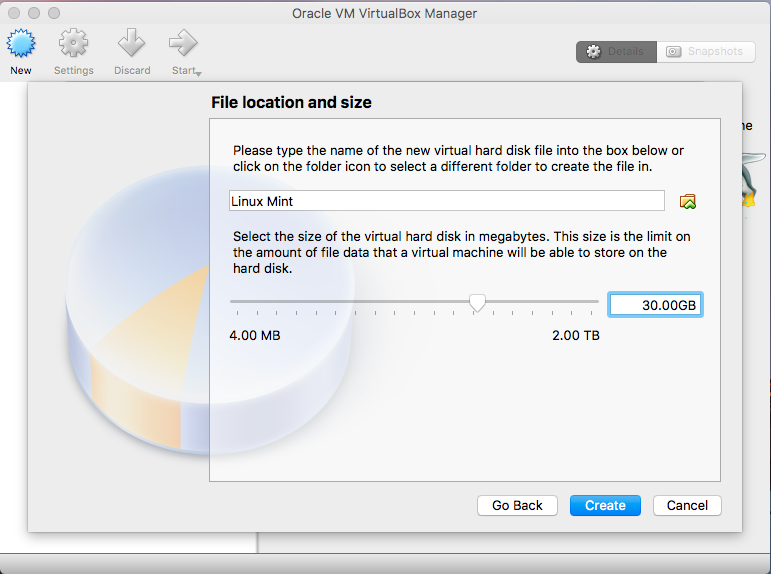 Oracle VM VirtualBox Manager
New
Settings
Discard
Start
Details
Snapshots
File location and size
Please type the name of the new virtual hard disk file into the box below or
click on the folder icon to select a different folder to create the file in.
Linux Mint
Select the size of the virtual hard disk in megabytes. This size is the limit on
the amount of file data that a virtual machine will be able to store on the
hard disk.
30.00GB
4.00 MB
2.00 TB
Go Back
Create
Cancel